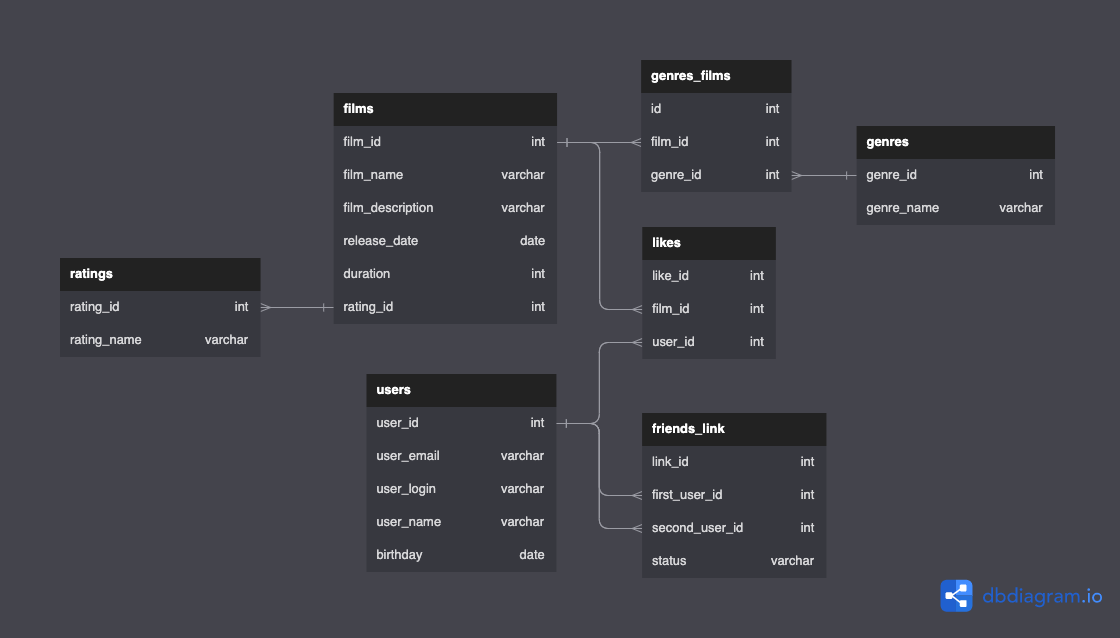 genres_films
id int
film_id int
genre_id int
films
film_id int
film_name varchar
film_description varchar
release_date date
duration int
rating_id int
genres
genre_id int
genre_name varchar
likes
like_id int
film_id int
user_id int
ratings
rating_id int
rating_name varchar
users
user_id int
user_email varchar
user_login varchar
user_name varchar
birthday date
friends_link
link_id int
first_user_id int
second_user_id int
status varchar
dbdiagram.io